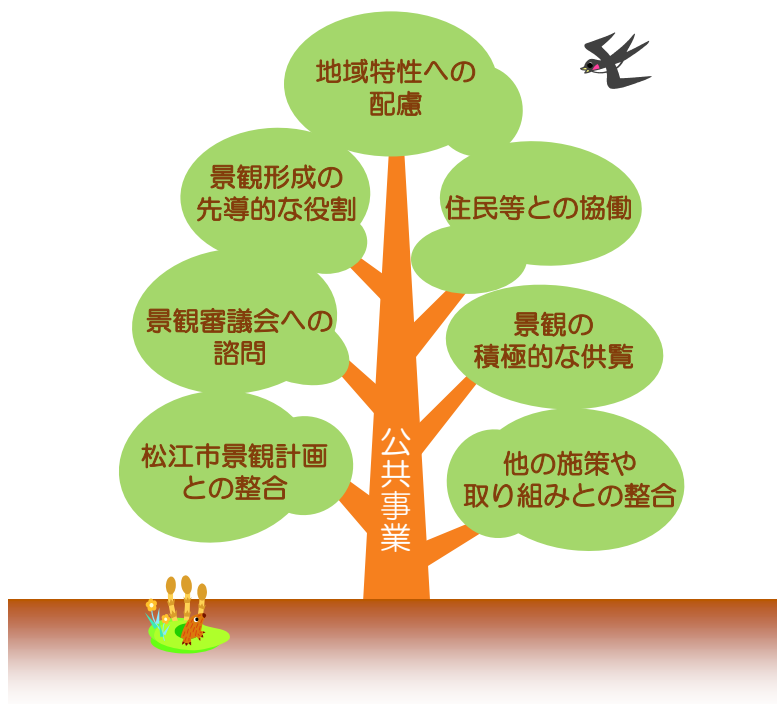 地域特性への
配慮
景観形成の
先導的な役割
住民等との協働
景観審議会への
諮問
景観の
積極的な供覧
松江市景観計画
との整合
他の施策や
取り組みとの整合
公共事業